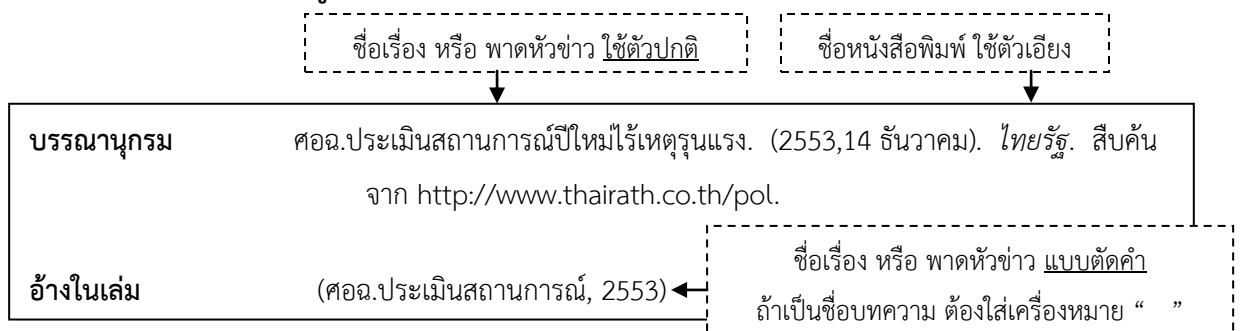 ชื่อเรื่อง หรือ พาดหัวข่าว ใช้ตัวปกติ
ชื่อหนังสือพิมพ์ ใช้ตัวเอียง
บรรณานุกรม ศอฉ.ประเมินสถานการณ์ปีใหม่ไร้เหตุรุนแรง. (2553,14 ธันวาคม). ไทยรัฐ. สืบค้น
จาก http://www.thairath.co.th/pol.
ชื่อเรื่อง หรือ พาดหัวข่าว แบบตัดคำ
อ้างในเล่ม (ศอฉ.ประเมินสถานการณ์, 2553)
ถ้าเป็นชื่อบทความ ต้องใส่เครื่องหมาย “ ”